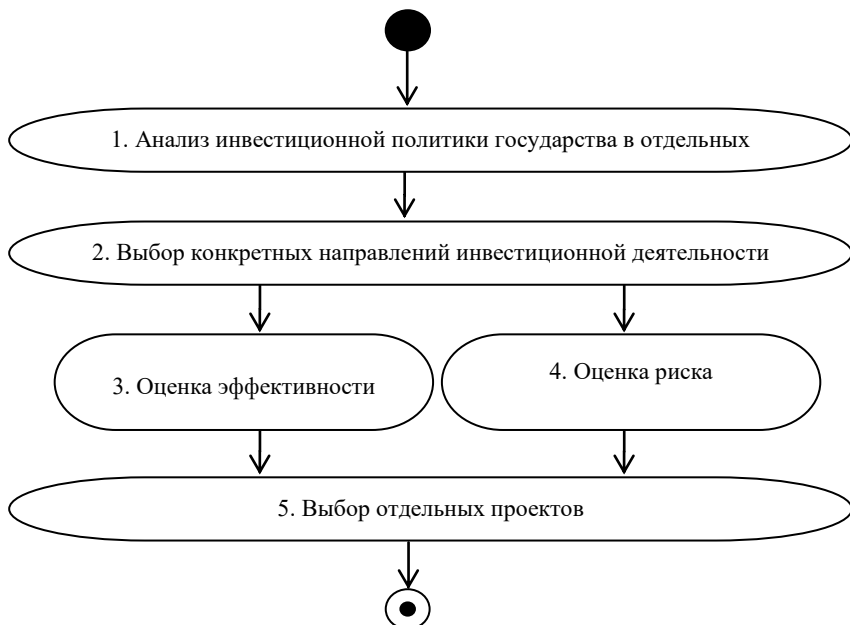 1. Анализ инвестиционной политики государства в отдельных
2. Выбор конкретных направлений инвестиционной деятельности
3. Оценка эффективности
4. Оценка риска
5. Выбор отдельных проектов